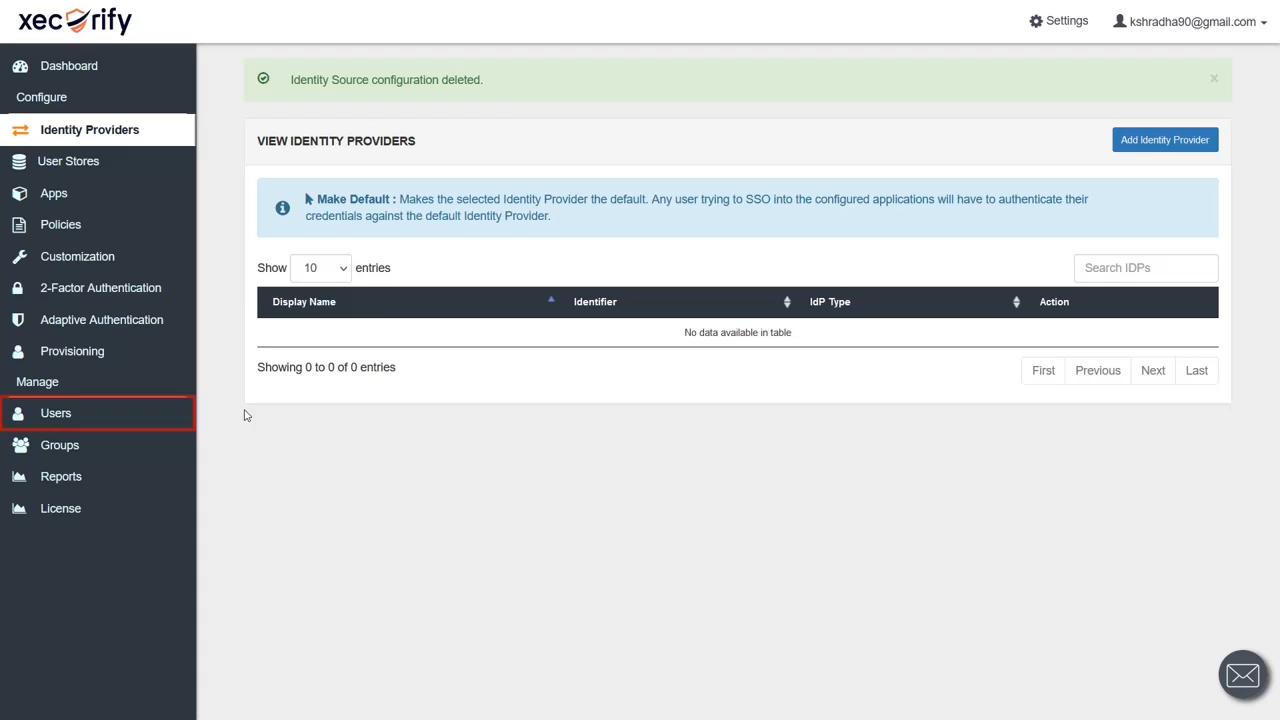 xecurify
Settings
kshradha90@gmail.com
Dashboard
Configure
Identity Providers
User Stores
Apps
Policies
Customization
2-Factor Authentication
Adaptive Authentication
Provisioning
Manage
Users
Groups
Reports
License
Identity Source configuration deleted.
×
VIEW IDENTITY PROVIDERS
Add Identity Provider
Make Default : Makes the selected Identity Provider the default. Any user trying to SSO into the configured applications will have to authenticate their
credentials against the default Identity Provider.
Show 10 entries
Search IDPs
Display Name Identifier IdP Type Action
No data available in table
Showing 0 to 0 of 0 entries
First Previous Next Last